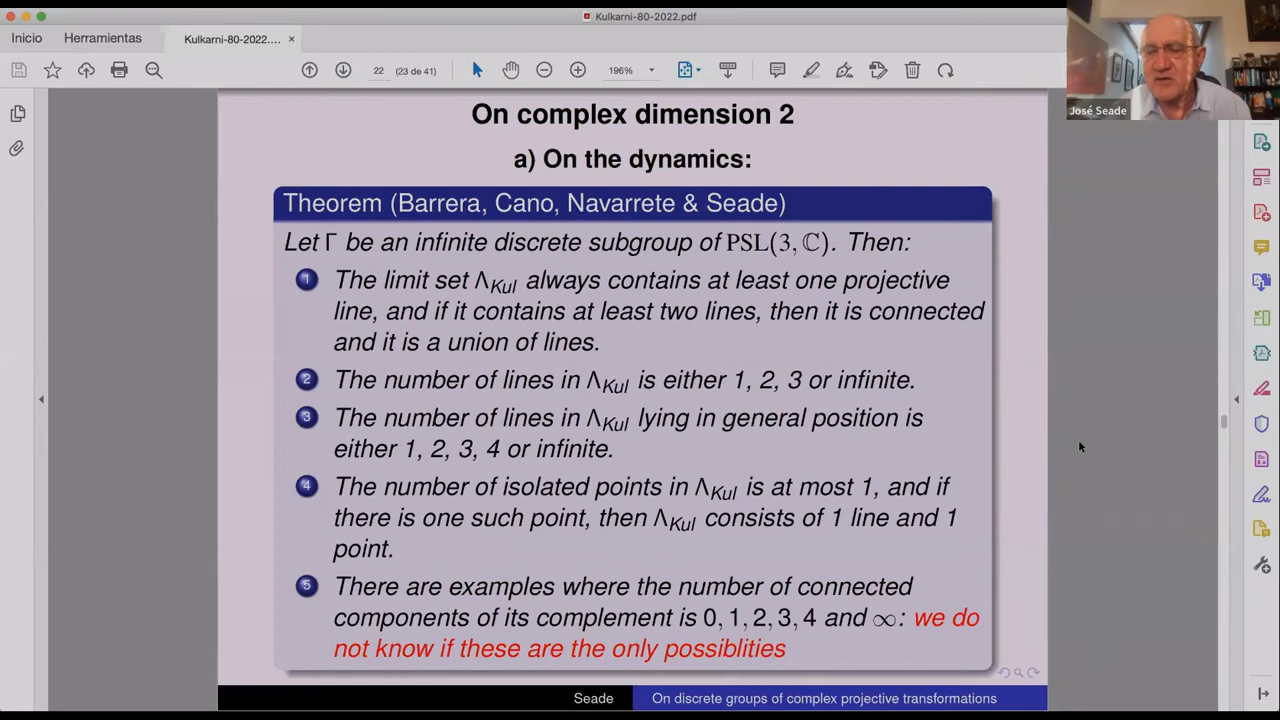 Kulkarni-80-2022.pdf
Inicio
Herramientas
Kulkarni-80-2022.... ×
22 (23 de 41)
196%
José Seade
On complex dimension 2
a) On the dynamics:
Theorem (Barrera, Cano, Navarrete & Seade)
Let Γ be an infinite discrete subgroup of PSL(3, ℂ). Then:
1 The limit set Λ_Kul always contains at least one projective
line, and if it contains at least two lines, then it is connected
and it is a union of lines.
2 The number of lines in Λ_Kul is either 1, 2, 3 or infinite.
3 The number of lines in Λ_Kul lying in general position is
either 1, 2, 3, 4 or infinite.
4 The number of isolated points in Λ_Kul is at most 1, and if
there is one such point, then Λ_Kul consists of 1 line and 1
point.
5 There are examples where the number of connected
components of its complement is 0, 1, 2, 3, 4 and ∞: we do
not know if these are the only possiblities
Seade
On discrete groups of complex projective transformations